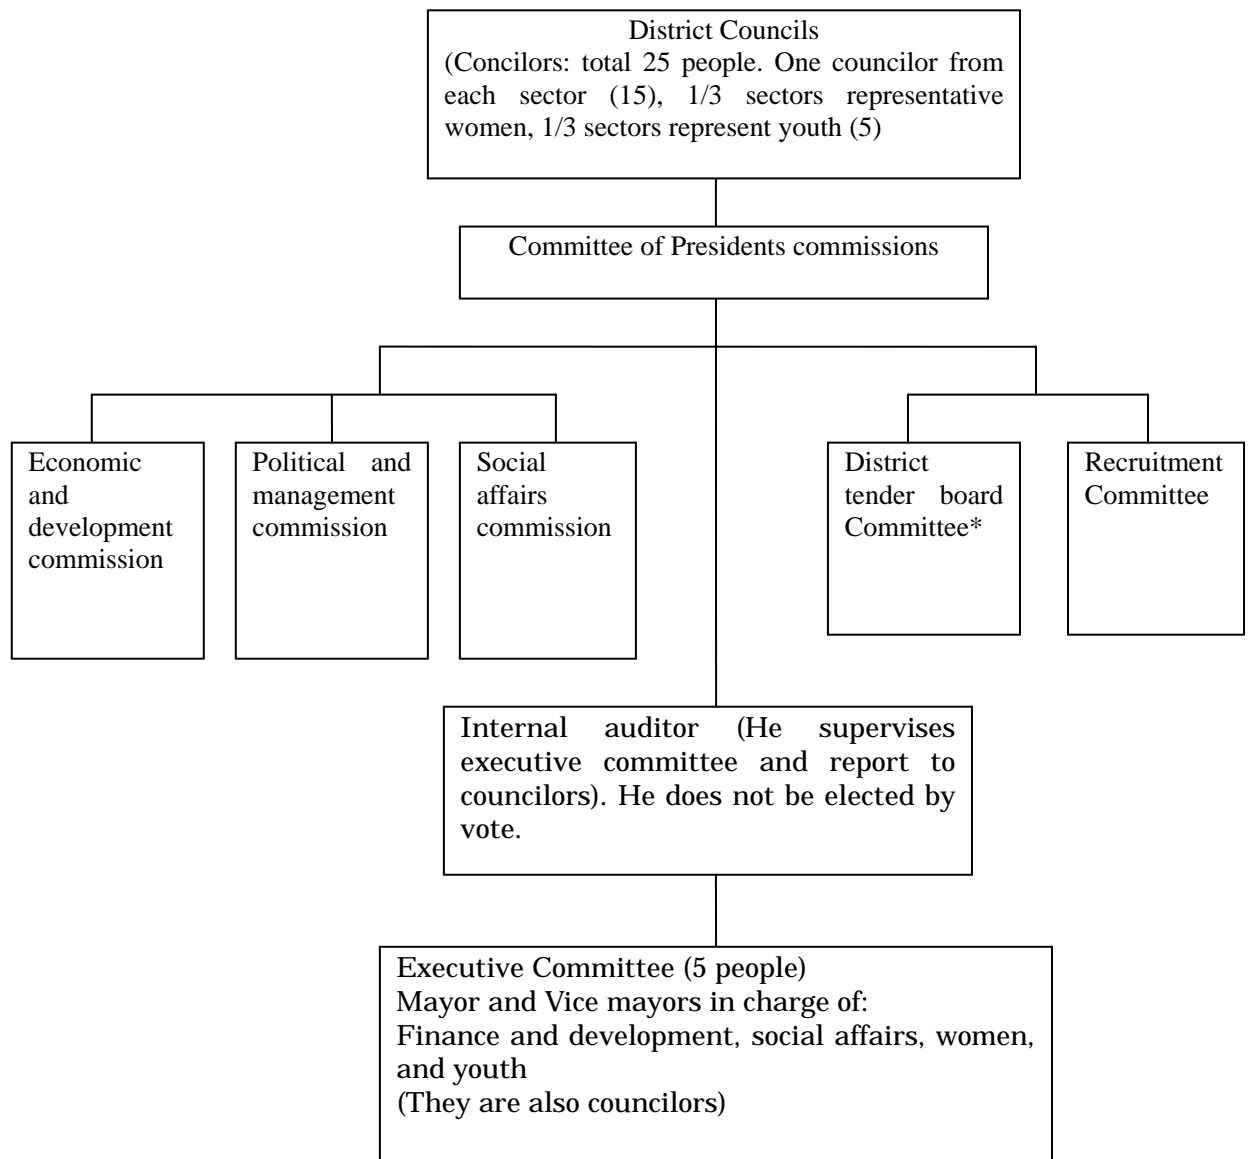 District Councils
(Concilors: total 25 people. One councilor from
each sector (15), 1/3 sectors representative
women, 1/3 sectors represent youth (5)
Committee of Presidents commissions
Economic
and
development
commission
Political and
management
commission
Social
affairs
commission
District
tender board
Committee*
Recruitment
Committee
Internal auditor (He supervises
executive committee and report to
councilors). He does not be elected by
vote.
Executive Committee (5 people)
Mayor and Vice mayors in charge of:
Finance and development, social affairs, women,
and youth
(They are also councilors)